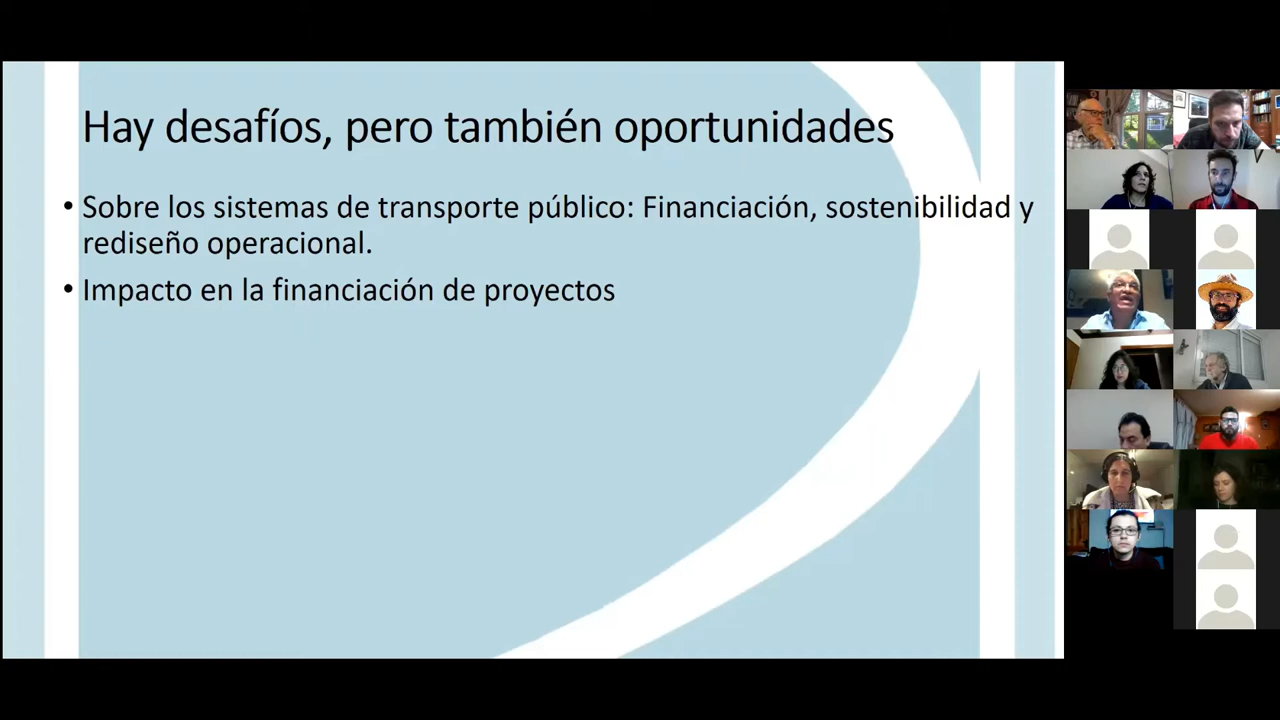 Hay desafíos, pero también oportunidades
• Sobre los sistemas de transporte público: Financiación, sostenibilidad y
rediseño operacional.
• Impacto en la financiación de proyectos